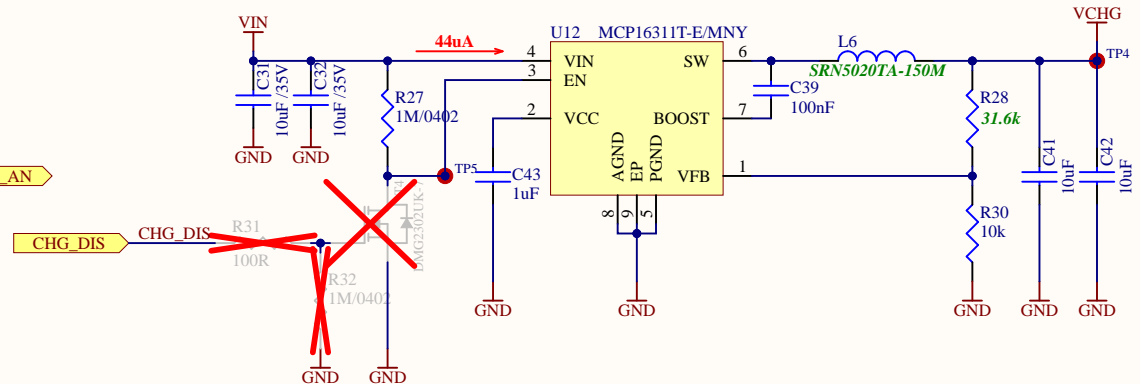 VIN
44uA
U12 MCP16311T-E/MNY
VCHG
L6
TP4
4 VIN SW 6
SRN5020TA-150M
3 EN
C31
10uF /35V
C32
10uF /35V
R27
1M/0402
C39
100nF
R28
31.6k
2 VCC BOOST 7
GND GND
AGND
EP
PGND
C41
10uF
C42
10uF
_AN
TP5
C43
1uF
VFB 1
8 9 5
R30
10k
CHG_DIS
CHG_DIS
R31
100R
DMG2302UK-7
R32
1M/0402
GND GND GND GND GND
GND GND